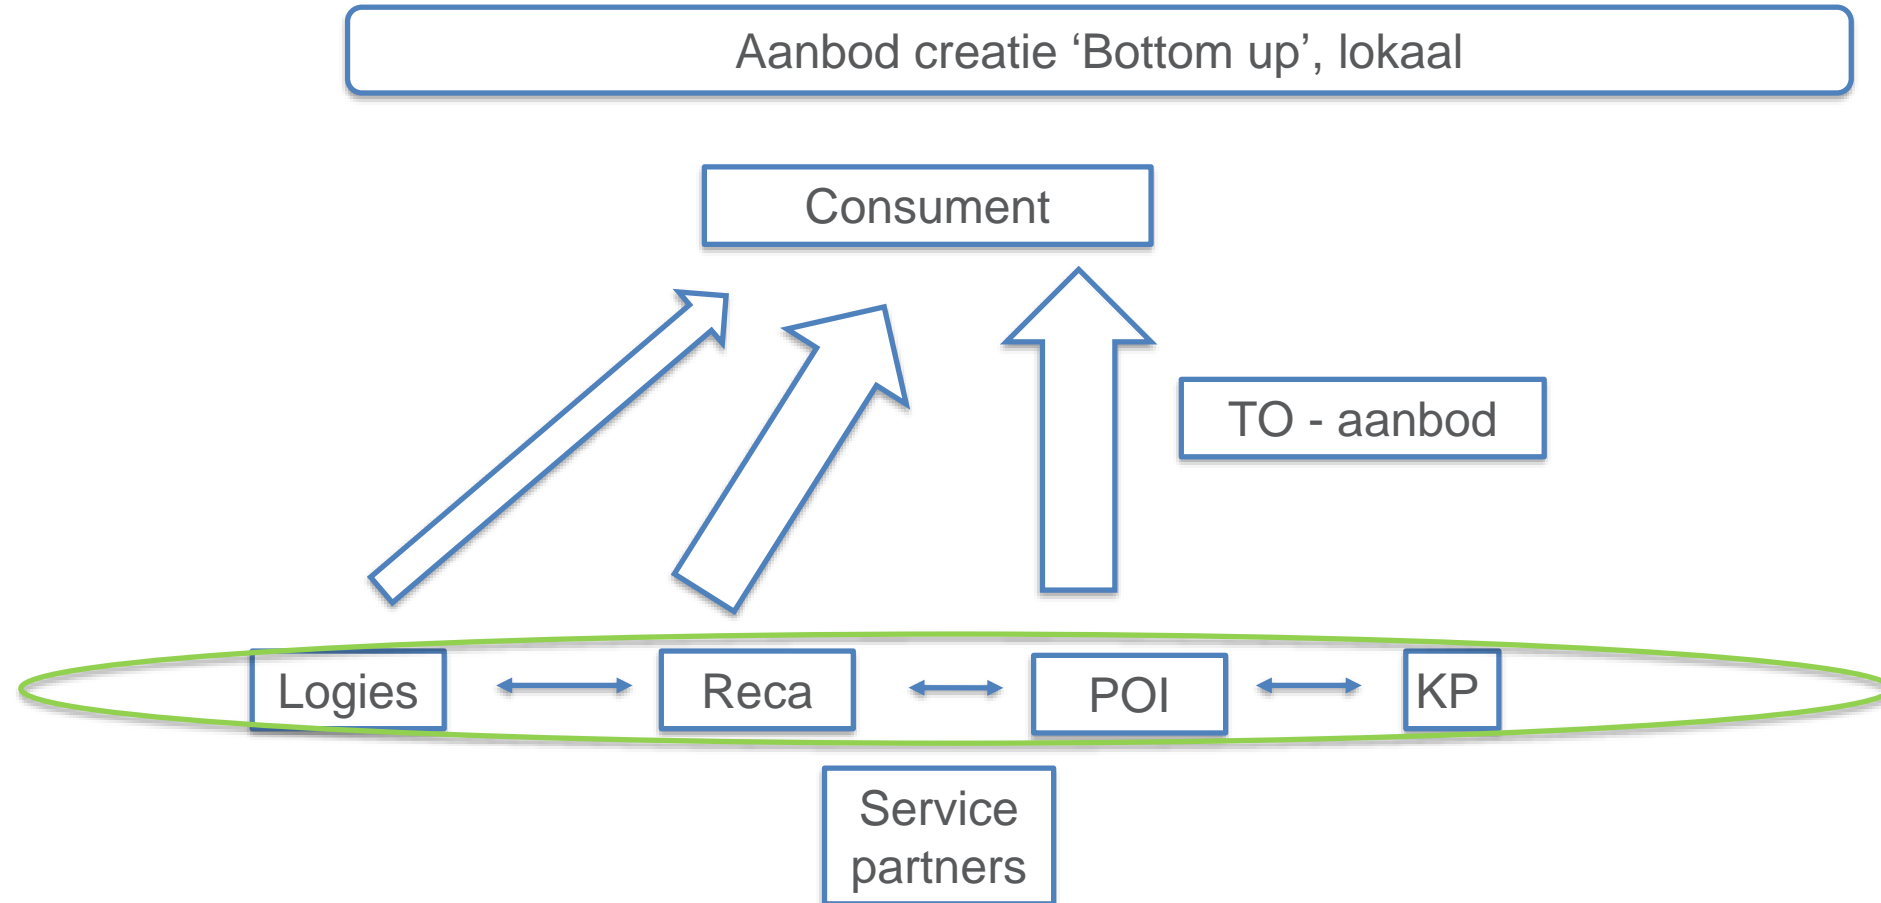 Aanbod creatie ‘Bottom up’, lokaal
Consument
TO - aanbod
Logies
Reca
POI
KP
Service
partners